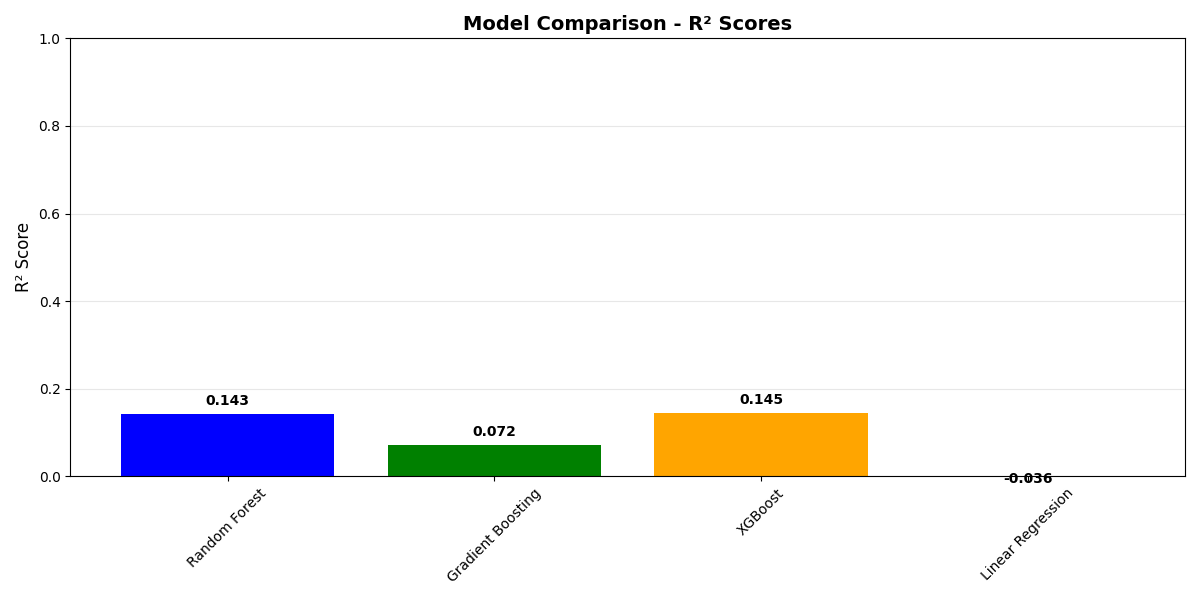 Model Comparison - R² Scores
R² Score
1.0
0.8
0.6
0.4
0.2
0.0
0.143
0.072
0.145
-0.036
Random Forest
Gradient Boosting
XGBoost
Linear Regression